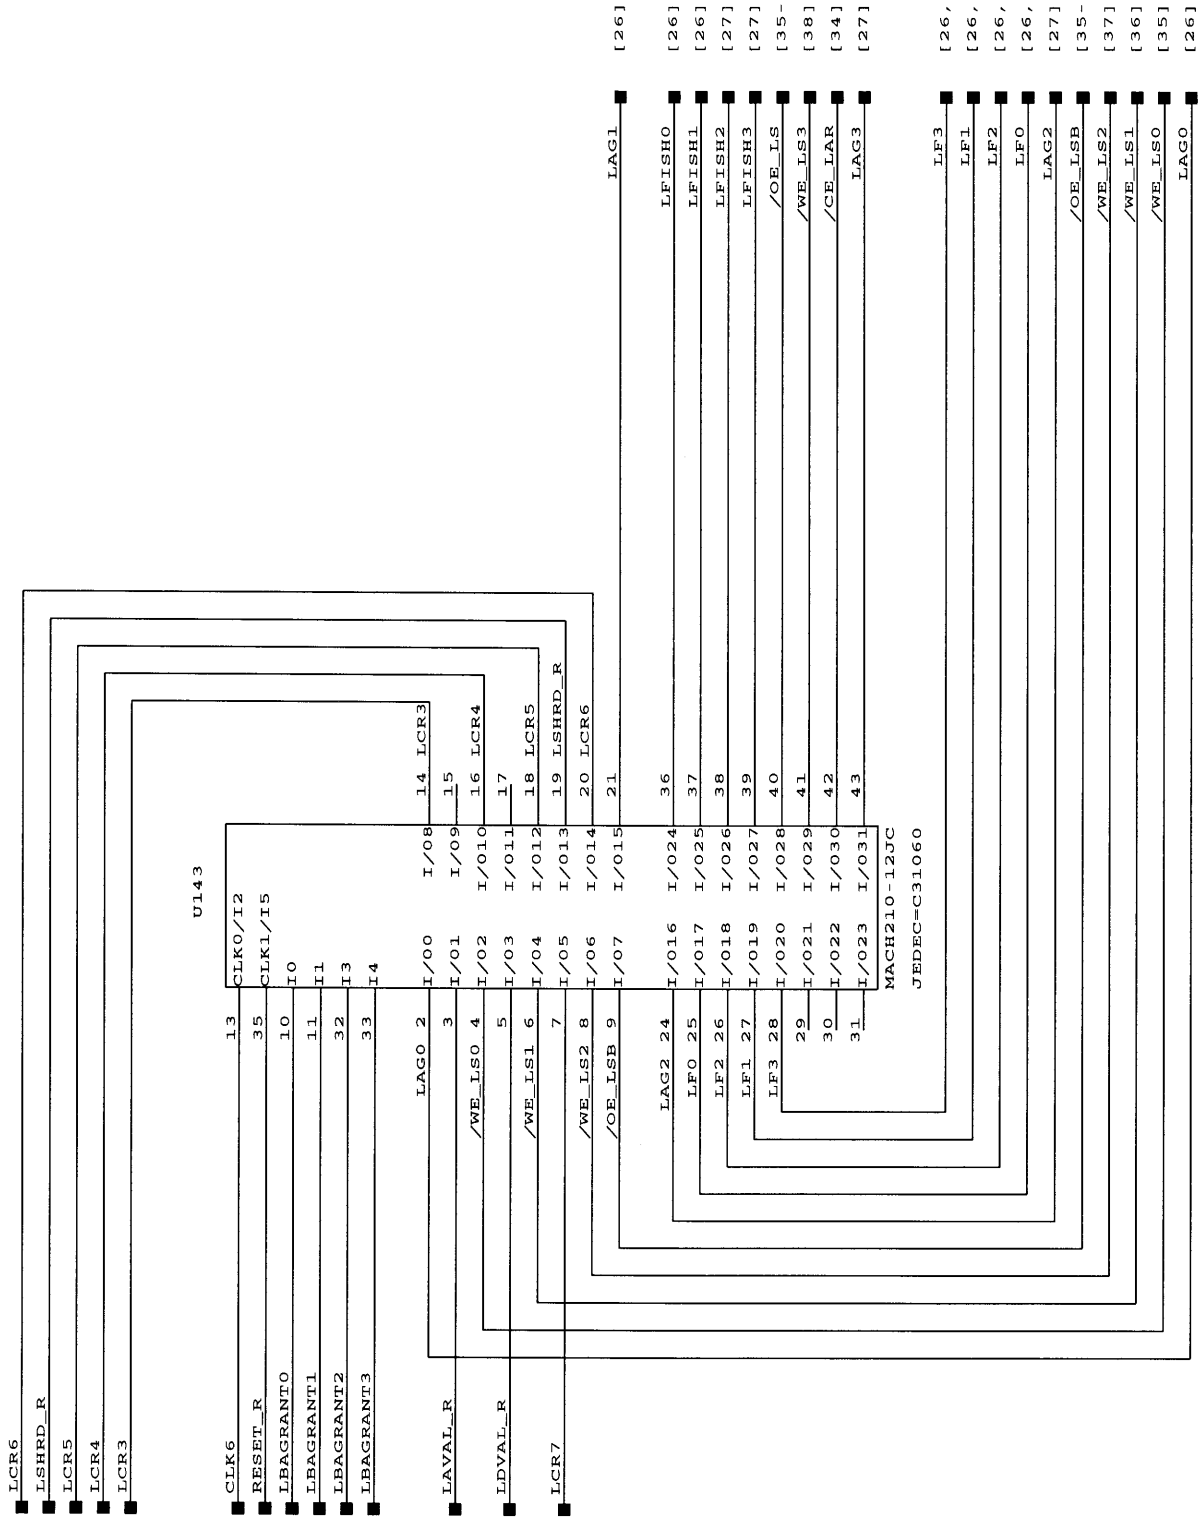 LCR6
LSHRD_R
LCR5
LCR4
LCR3
CLK6
RESET_R
LBAGRANT0
LBAGRANT1
LBAGRANT2
LBAGRANT3
LAVAL_R
LDVAL_R
LCR7
U143
13 CLK0/I2
35 CLK1/I5
10 I0
11 I1
32 I3
33 I4
LAG0 2 I/O0 I/O8 14 LCR3
3 I/O1 I/O9 15
/WE_LS0 4 I/O2 I/O10 16 LCR4
5 I/O3 I/O11 17
/WE_LS1 6 I/O4 I/O12 18 LCR5
7 I/O5 I/O13 19 LSHRD_R
/WE_LS2 8 I/O6 I/O14 20 LCR6
/OE_LSB 9 I/O7 I/O15 21
LAG2 24 I/O16 I/O24 36
LF0 25 I/O17 I/O25 37
LF2 26 I/O18 I/O26 38
LF1 27 I/O19 I/O27 39
LF3 28 I/O20 I/O28 40
29 I/O21 I/O29 41
30 I/O22 I/O30 42
31 I/O23 I/O31 43
MACH210-12JC
JEDEC=C31060
LAG1 [26]
LFISH0 [26]
LFISH1 [26]
LFISH2 [27]
LFISH3 [27]
/OE_LS [35-
/WE_LS3 [38]
/CE_LAR [34]
LAG3 [27]
LF3 [26,
LF1 [26,
LF2 [26,
LF0 [26,
LAG2 [27]
/OE_LSB [35-
/WE_LS2 [37]
/WE_LS1 [36]
/WE_LS0 [35]
LAG0 [26]